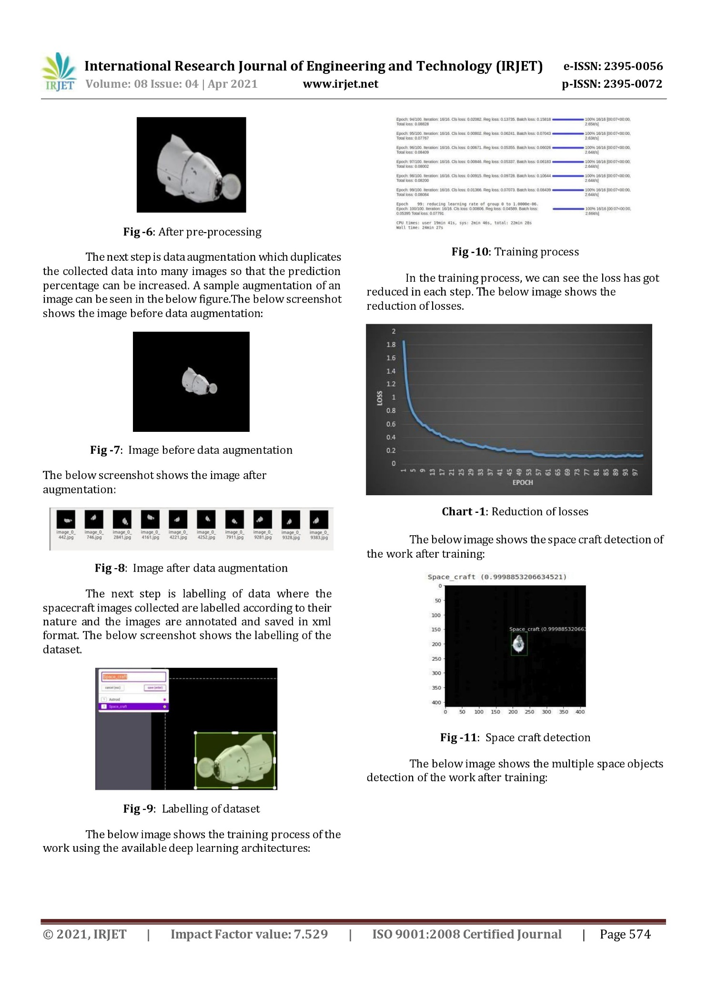 IRJET
International Research Journal of Engineering and Technology (IRJET) e-ISSN: 2395-0056
Volume: 08 Issue: 04 | Apr 2021 www.irjet.net p-ISSN: 2395-0072
Fig -6: After pre-processing
The next step is data augmentation which duplicates
the collected data into many images so that the prediction
percentage can be increased. A sample augmentation of an
image can be seen in the below figure.The below screenshot
shows the image before data augmentation:
Fig -7: Image before data augmentation
The below screenshot shows the image after
augmentation:
image_0_ image_0_ image_0_ image_0_ image_0_ image_0_ image_0_ image_0_ image_0_ image_0_
442.jpg 746.jpg 2841.jpg 4161.jpg 4221.jpg 4252.jpg 7911.jpg 9281.jpg 9328.jpg 9383.jpg
Fig -8: Image after data augmentation
The next step is labelling of data where the
spacecraft images collected are labelled according to their
nature and the images are annotated and saved in xml
format. The below screenshot shows the labelling of the
dataset.
Space_craft
cancel (esc) save (enter)
1 Astroid
2 Space_craft
Fig -9: Labelling of dataset
The below image shows the training process of the
work using the available deep learning architectures:
Epoch: 94/100. Iteration: 16/16. Cls loss: 0.02082. Reg loss: 0.13735. Batch loss: 0.15818 100% 16/16 [00:07<00:00,
Total loss: 0.08828 2.65it/s]
Epoch: 95/100. Iteration: 16/16. Cls loss: 0.00802. Reg loss: 0.06241. Batch loss: 0.07043 100% 16/16 [00:07<00:00,
Total loss: 0.07767 2.63it/s]
Epoch: 96/100. Iteration: 16/16. Cls loss: 0.00671. Reg loss: 0.05355. Batch loss: 0.06026 100% 16/16 [00:07<00:00,
Total loss: 0.08409 2.64it/s]
Epoch: 97/100. Iteration: 16/16. Cls loss: 0.00846. Reg loss: 0.05337. Batch loss: 0.06183 100% 16/16 [00:07<00:00,
Total loss: 0.08002 2.64it/s]
Epoch: 98/100. Iteration: 16/16. Cls loss: 0.00915. Reg loss: 0.09728. Batch loss: 0.10644 100% 16/16 [00:07<00:00,
Total loss: 0.08200 2.64it/s]
Epoch: 99/100. Iteration: 16/16. Cls loss: 0.01366. Reg loss: 0.07073. Batch loss: 0.08439 100% 16/16 [00:07<00:00,
Total loss: 0.08084 2.64it/s]
Epoch 99: reducing learning rate of group 0 to 1.0000e-06.
Epoch: 100/100. Iteration: 16/16. Cls loss: 0.00806. Reg loss: 0.04589. Batch loss: 100% 16/16 [00:07<00:00,
0.05395 Total loss: 0.07791 2.66it/s]
CPU times: user 19min 41s, sys: 2min 46s, total: 22min 28s
Wall time: 24min 27s
Fig -10: Training process
In the training process, we can see the loss has got
reduced in each step. The below image shows the
reduction of losses.
2
1.8
1.6
1.4
1.2
1
0.8
0.6
0.4
0.2
0
LOSS
1 5 9 13 17 21 25 29 33 37 41 45 49 53 57 61 65 69 73 77 81 85 89 93 97
EPOCH
Chart -1: Reduction of losses
The below image shows the space craft detection of
the work after training:
Space_craft (0.9998853206634521)
0
50
100
150
200
250
300
350
400
Space_craft (0.999885320663
0 50 100 150 200 250 300 350 400
Fig -11: Space craft detection
The below image shows the multiple space objects
detection of the work after training:
© 2021, IRJET | Impact Factor value: 7.529 | ISO 9001:2008 Certified Journal | Page 574